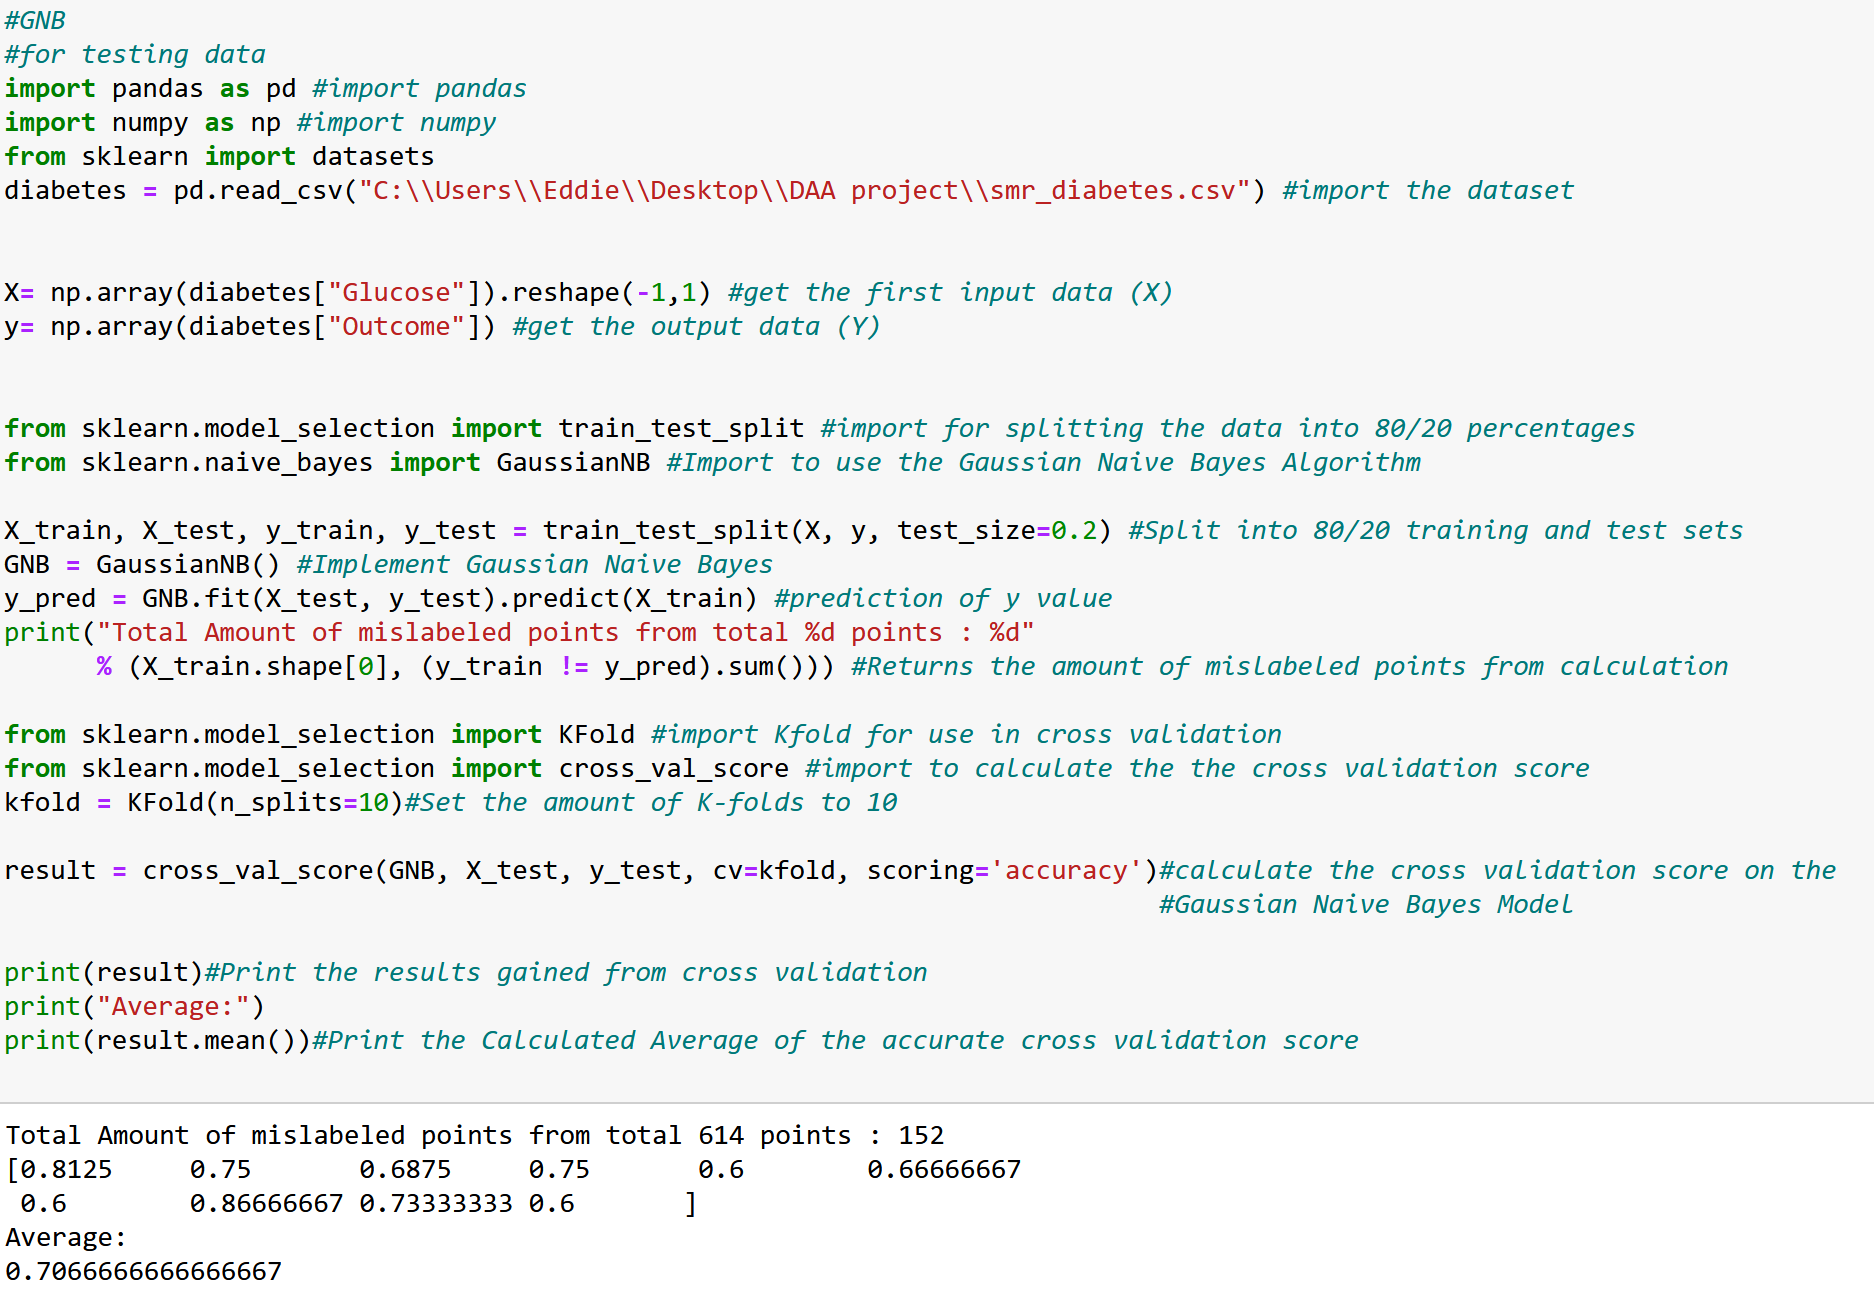 #GNB
#for testing data
import pandas as pd #import pandas
import numpy as np #import numpy
from sklearn import datasets
diabetes = pd.read_csv("C:\\Users\\Eddie\\Desktop\\DAA project\\smr_diabetes.csv") #import the dataset
X= np.array(diabetes["Glucose"]).reshape(-1,1) #get the first input data (X)
y= np.array(diabetes["Outcome"]) #get the output data (Y)
from sklearn.model_selection import train_test_split #import for splitting the data into 80/20 percentages
from sklearn.naive_bayes import GaussianNB #Import to use the Gaussian Naive Bayes Algorithm
X_train, X_test, y_train, y_test = train_test_split(X, y, test_size=0.2) #Split into 80/20 training and test sets
GNB = GaussianNB() #Implement Gaussian Naive Bayes
y_pred = GNB.fit(X_test, y_test).predict(X_train) #prediction of y value
print("Total Amount of mislabeled points from total %d points : %d"
      % (X_train.shape[0], (y_train != y_pred).sum())) #Returns the amount of mislabeled points from calculation
from sklearn.model_selection import KFold #import Kfold for use in cross validation
from sklearn.model_selection import cross_val_score #import to calculate the the cross validation score
kfold = KFold(n_splits=10)#Set the amount of K-folds to 10
result = cross_val_score(GNB, X_test, y_test, cv=kfold, scoring='accuracy')#calculate the cross validation score on the
#Gaussian Naive Bayes Model
print(result)#Print the results gained from cross validation
print("Average:")
print(result.mean())#Print the Calculated Average of the accurate cross validation score
Total Amount of mislabeled points from total 614 points : 152
[0.8125     0.75       0.6875     0.75       0.6        0.66666667
 0.6        0.86666667 0.73333333 0.6       ]
Average:
0.7066666666666667